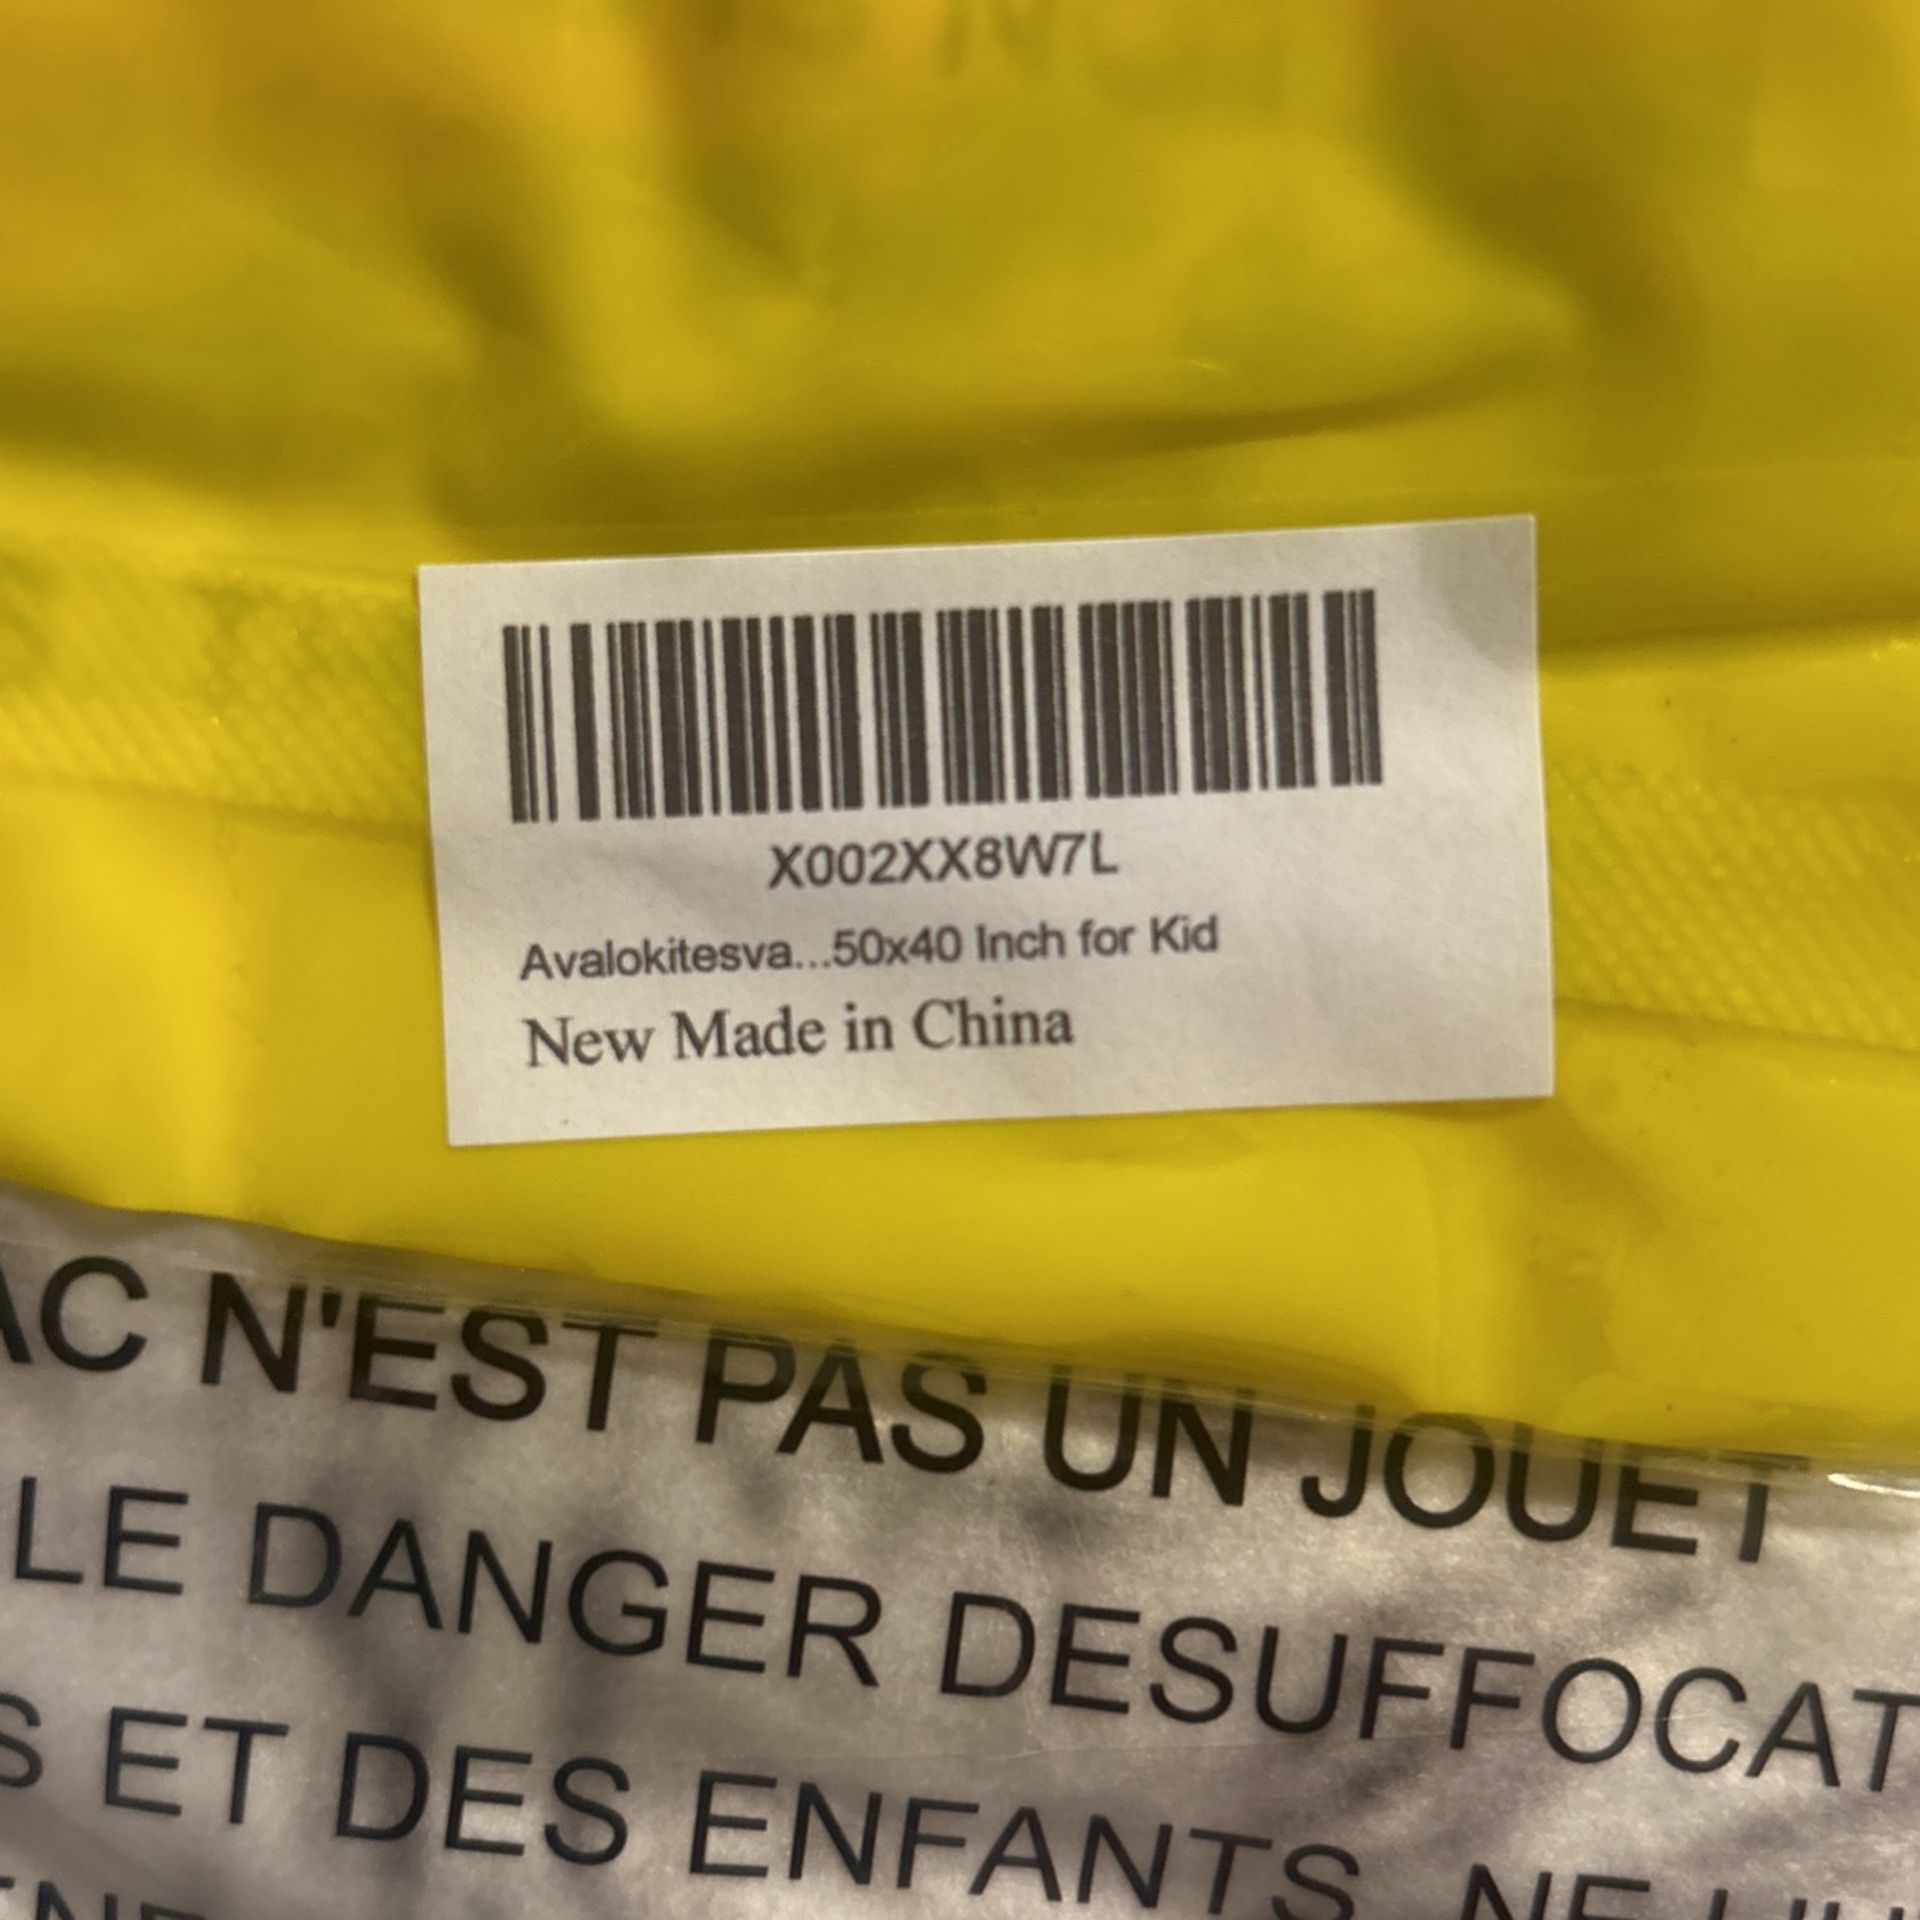 X002XX8W7L
Avalokitesva...50x40 Inch for Kid
New Made in China
AC N'EST PAS UN JOUET
LE DANGER DESUFFOCAT
S ET DES ENFANTS